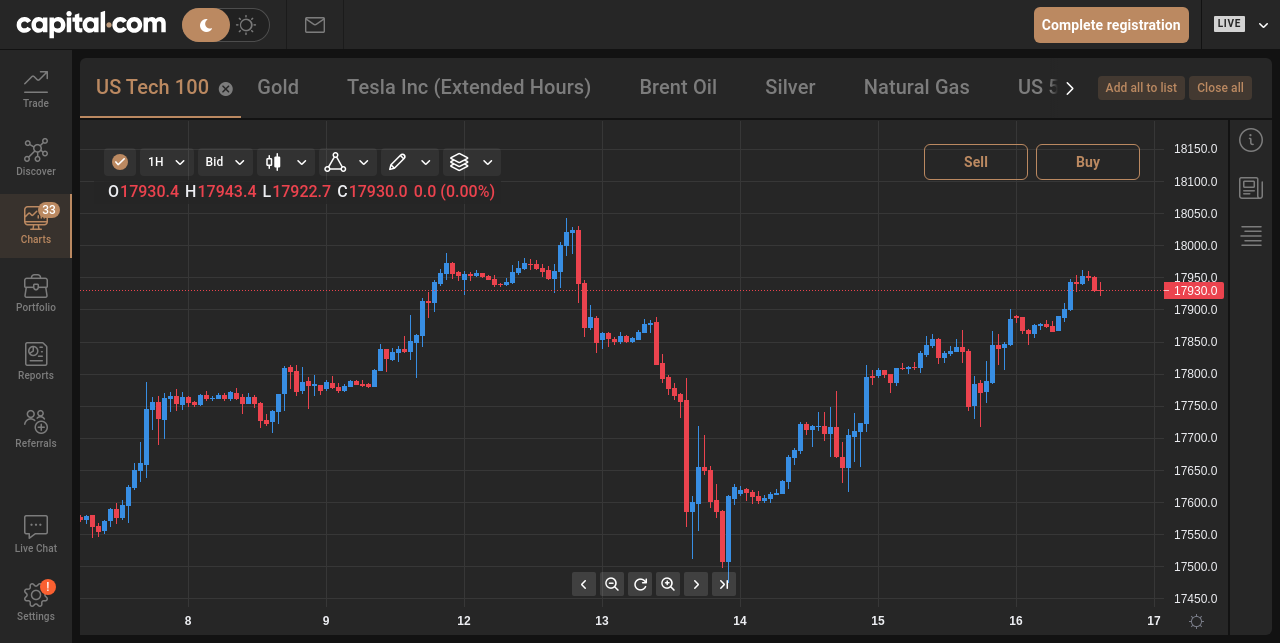 capital.com
Complete registration
LIVE
US Tech 100
Gold
Tesla Inc (Extended Hours)
Brent Oil
Silver
Natural Gas
US 5
Add all to list
Close all
Trade
Discover
33
Charts
Portfolio
Reports
Referrals
Live Chat
!
Settings
1H
Bid
Sell
Buy
O17930.4 H17943.4 L17922.7 C17930.0 0.0 (0.00%)
18150.0
18100.0
18050.0
18000.0
17950.0
17930.0
17900.0
17850.0
17800.0
17750.0
17700.0
17650.0
17600.0
17550.0
17500.0
17450.0
8 9 12 13 14 15 16 17